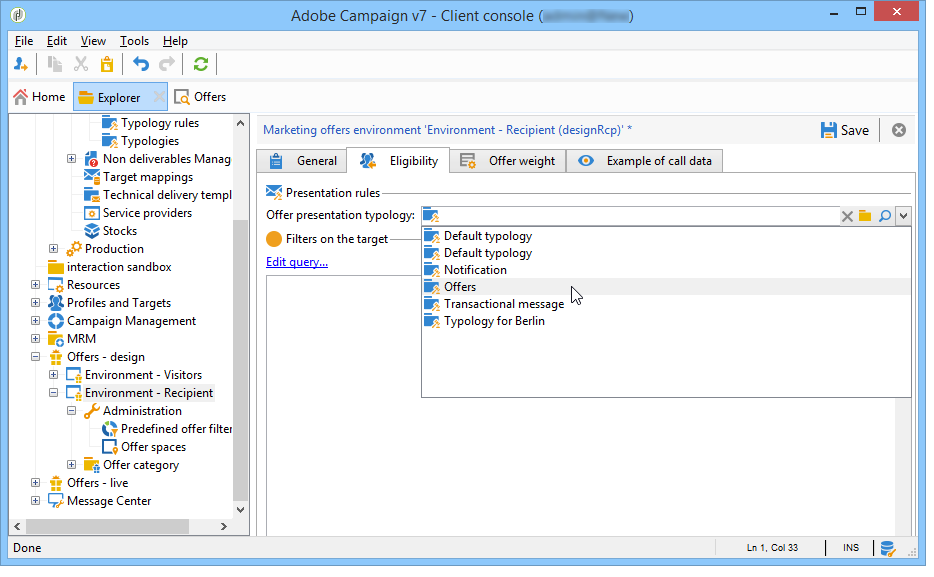 Adobe Campaign v7 - Client console ( )
File Edit View Tools Help
Home Explorer Offers
Typology rules
Typologies
Non deliverables Manag
Target mappings
Technical delivery templ
Service providers
Stocks
Production
interaction sandbox
Resources
Profiles and Targets
Campaign Management
MRM
Offers - design
Environment - Visitors
Environment - Recipient
Administration
Predefined offer filter
Offer spaces
Offer category
Offers - live
Message Center
Marketing offers environment 'Environment - Recipient (designRcp)' *
Save
General Eligibility Offer weight Example of call data
Presentation rules
Offer presentation typology:
Filters on the target
Edit query...
Default typology
Default typology
Notification
Offers
Transactional message
Typology for Berlin
Done Ln 1, Col 33 INS